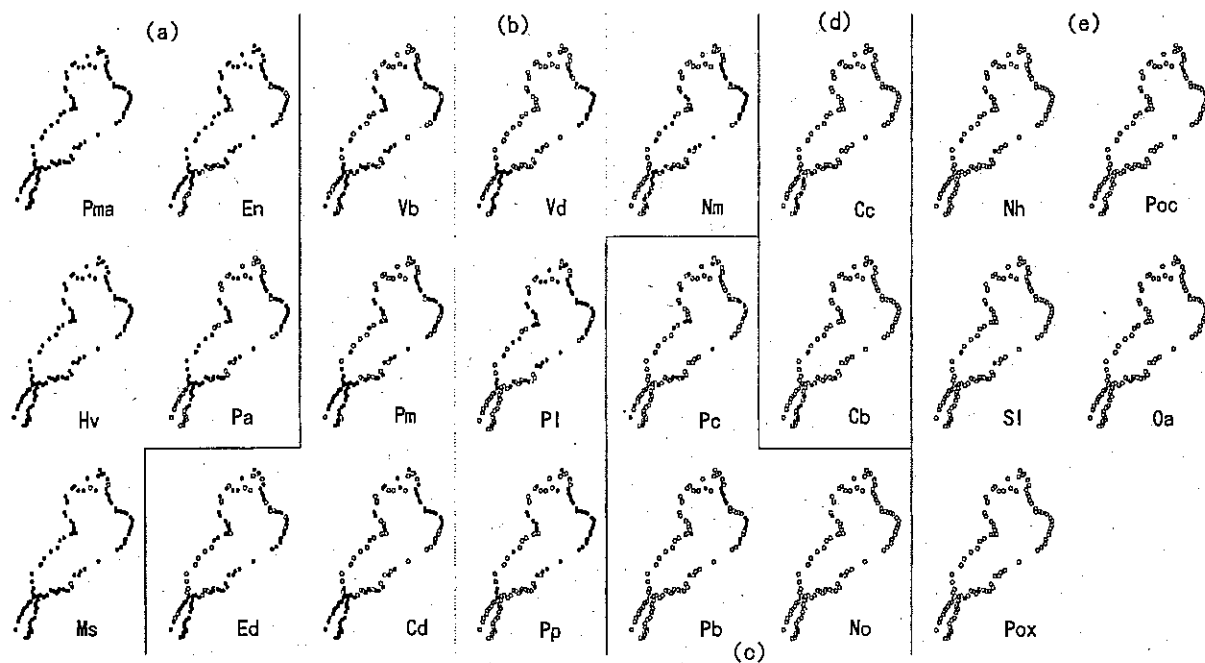 (a) (b) (d) (e)
Pma En Vb Vd Nm Cc Nh Poc
Hv Pa Pm Pl Pc Cb Sl Oa
Ms Ed Cd Pp Pb No Pox
(c)